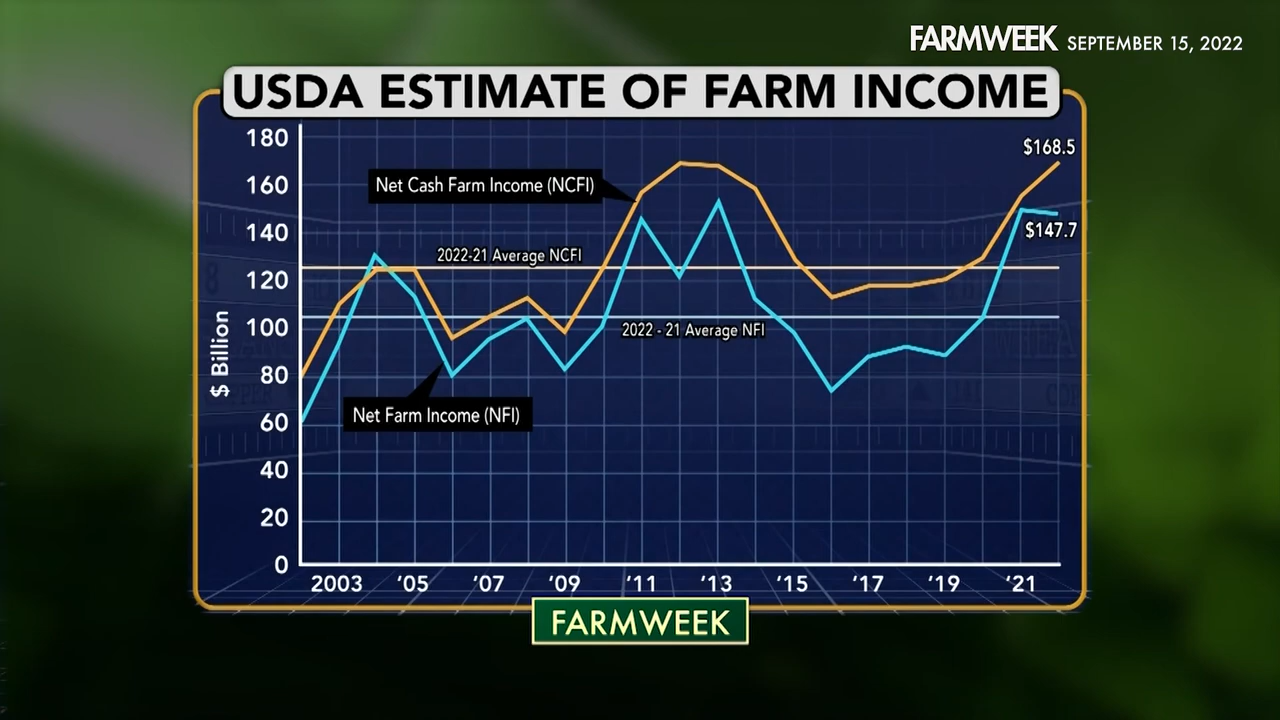 FARMWEEK SEPTEMBER 15, 2022
USDA ESTIMATE OF FARM INCOME
180
160
140
120
100
80
60
40
20
0
$ Billion
Net Cash Farm Income (NCFI)
2022-21 Average NCFI
2022 - 21 Average NFI
Net Farm Income (NFI)
$168.5
$147.7
2003 '05 '07 '09 '11 '13 '15 '17 '19 '21
FARMWEEK